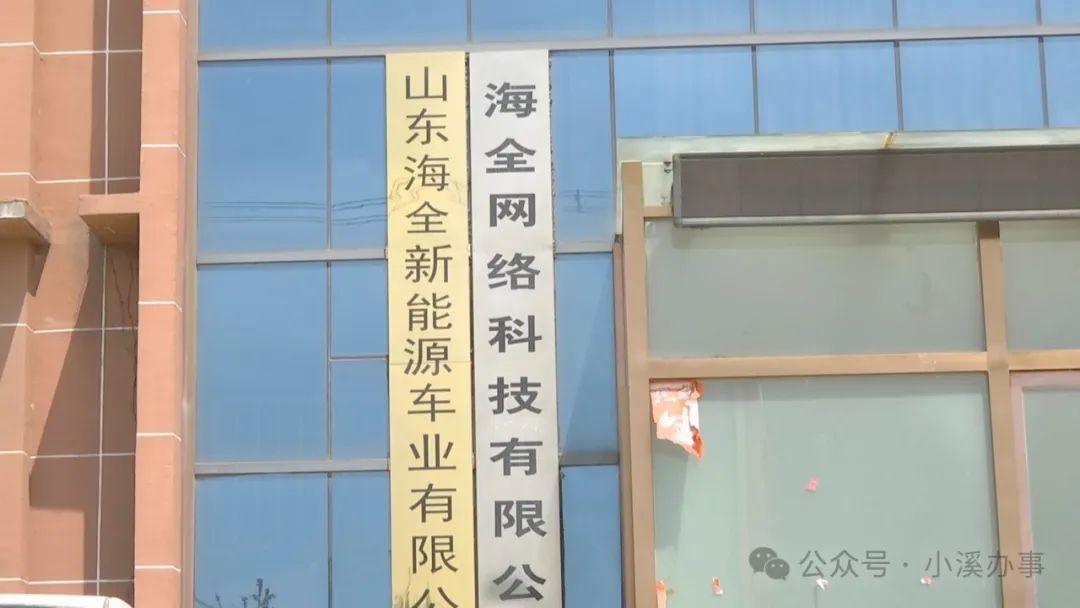 山东海全新能源车业有限公
海全网络科技有限公
公众号·小溪办事